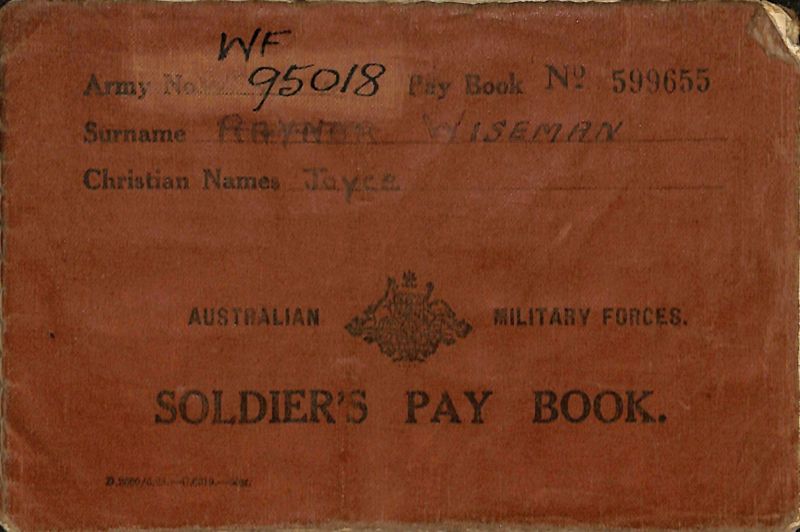 WF
Army No. 95018 Pay Book Nº 599655
Surname RAYNOR WISEMAN
Christian Names Joyce
AUSTRALIAN MILITARY FORCES.
SOLDIER'S PAY BOOK.